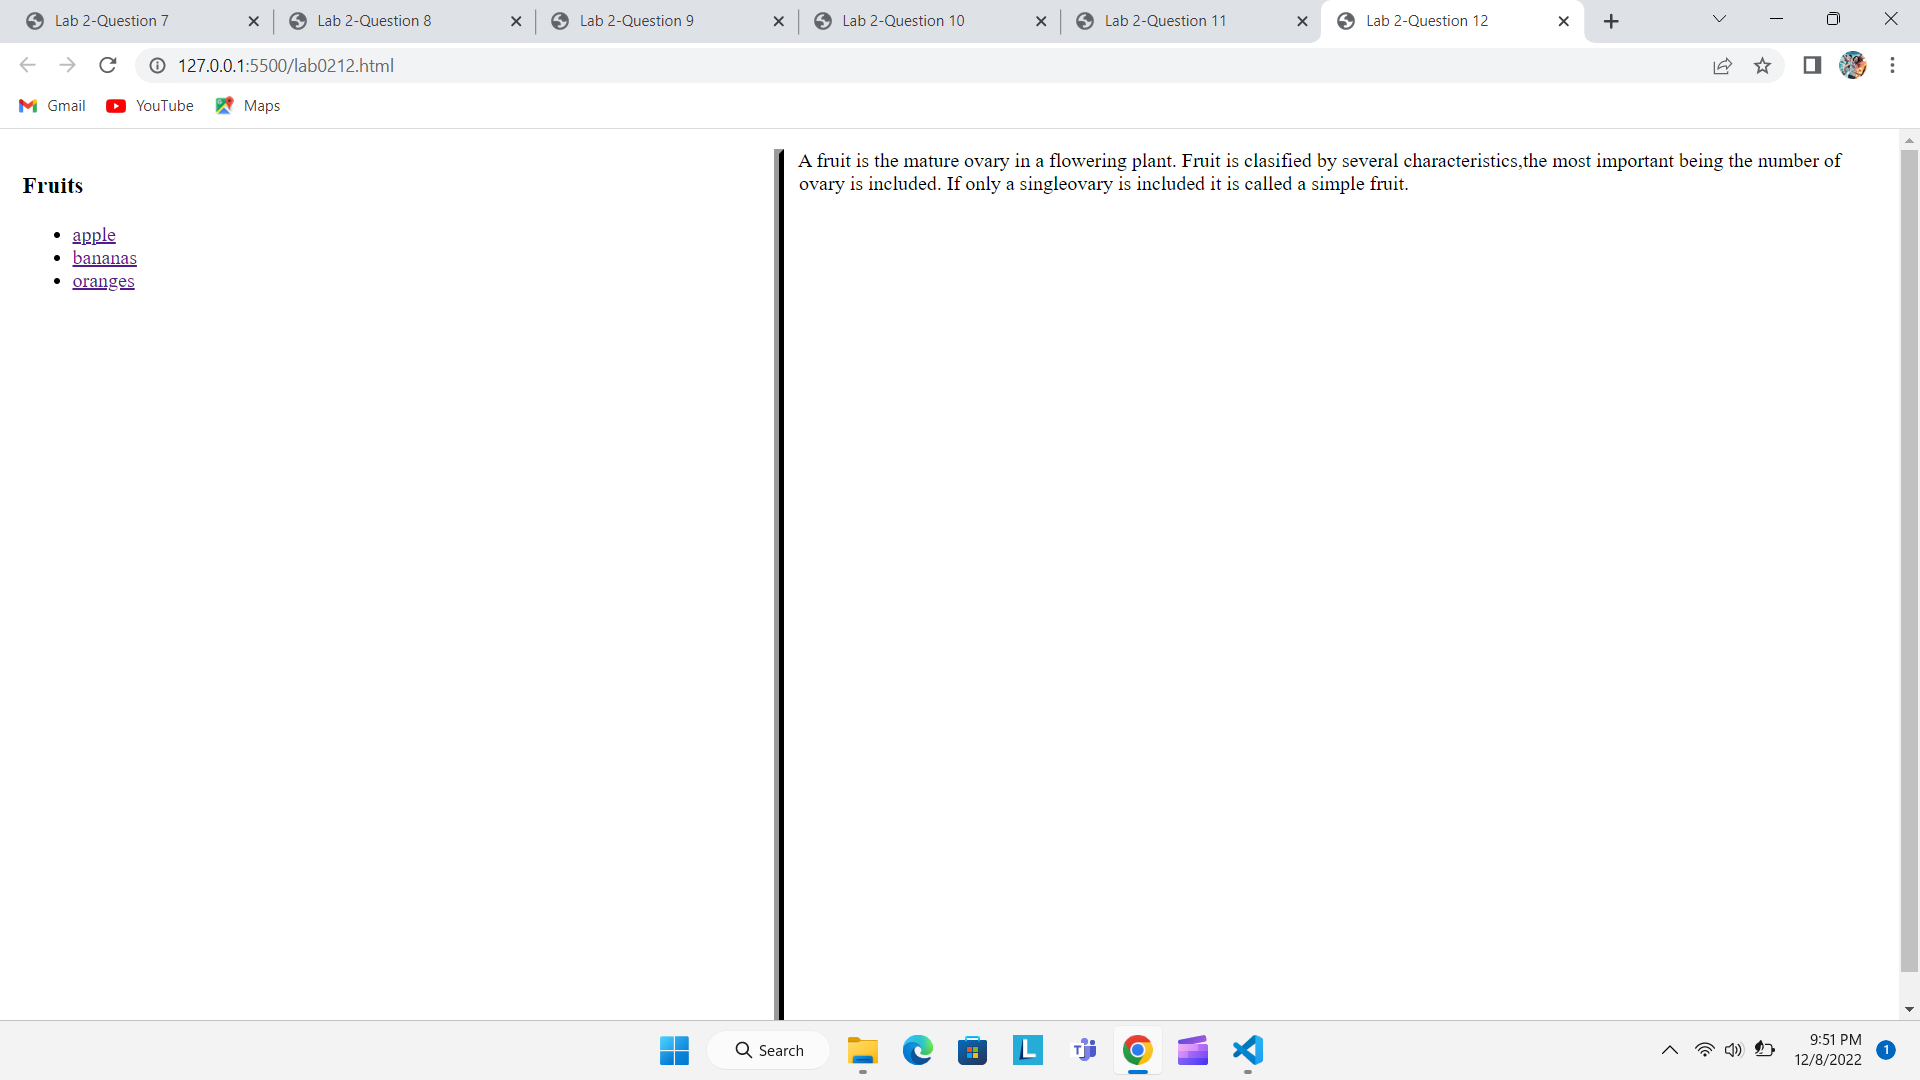 Lab 2-Question 7
Lab 2-Question 8
Lab 2-Question 9
Lab 2-Question 10
Lab 2-Question 11
Lab 2-Question 12
127.0.0.1:5500/lab0212.html
Gmail
YouTube
Maps
Fruits
apple
bananas
oranges
A fruit is the mature ovary in a flowering plant. Fruit is clasified by several characteristics,the most important being the number of
ovary is included. If only a singleovary is included it is called a simple fruit.
Search
9:51 PM
12/8/2022
1